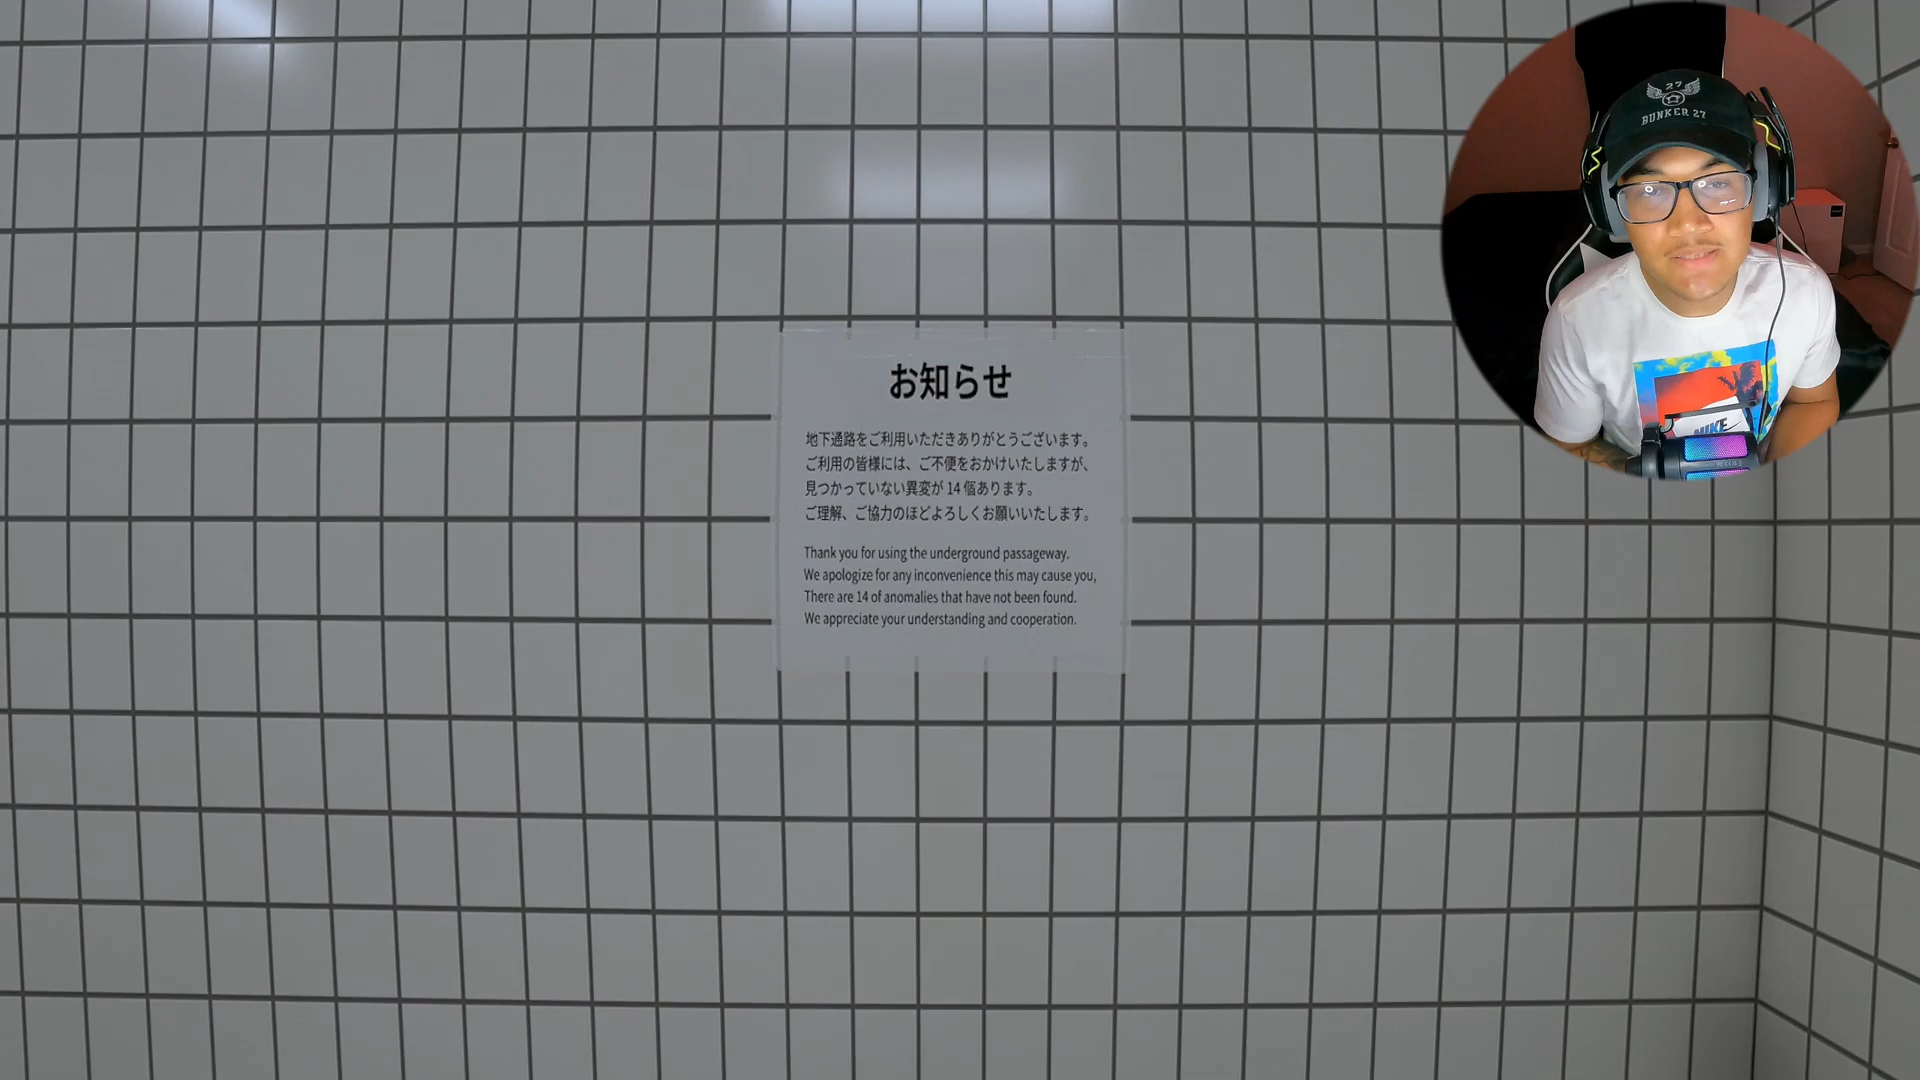 お知らせ
地下通路をご利用いただきありがとうございます。
ご利用の皆様には、ご不便をおかけいたしますが、
見つかっていない異変が 14 個あります。
ご理解、ご協力のほどよろしくお願いいたします。
Thank you for using the underground passageway.
We apologize for any inconvenience this may cause you,
There are 14 of anomalies that have not been found.
We appreciate your understanding and cooperation.
27
BUNKER 27
NIKE